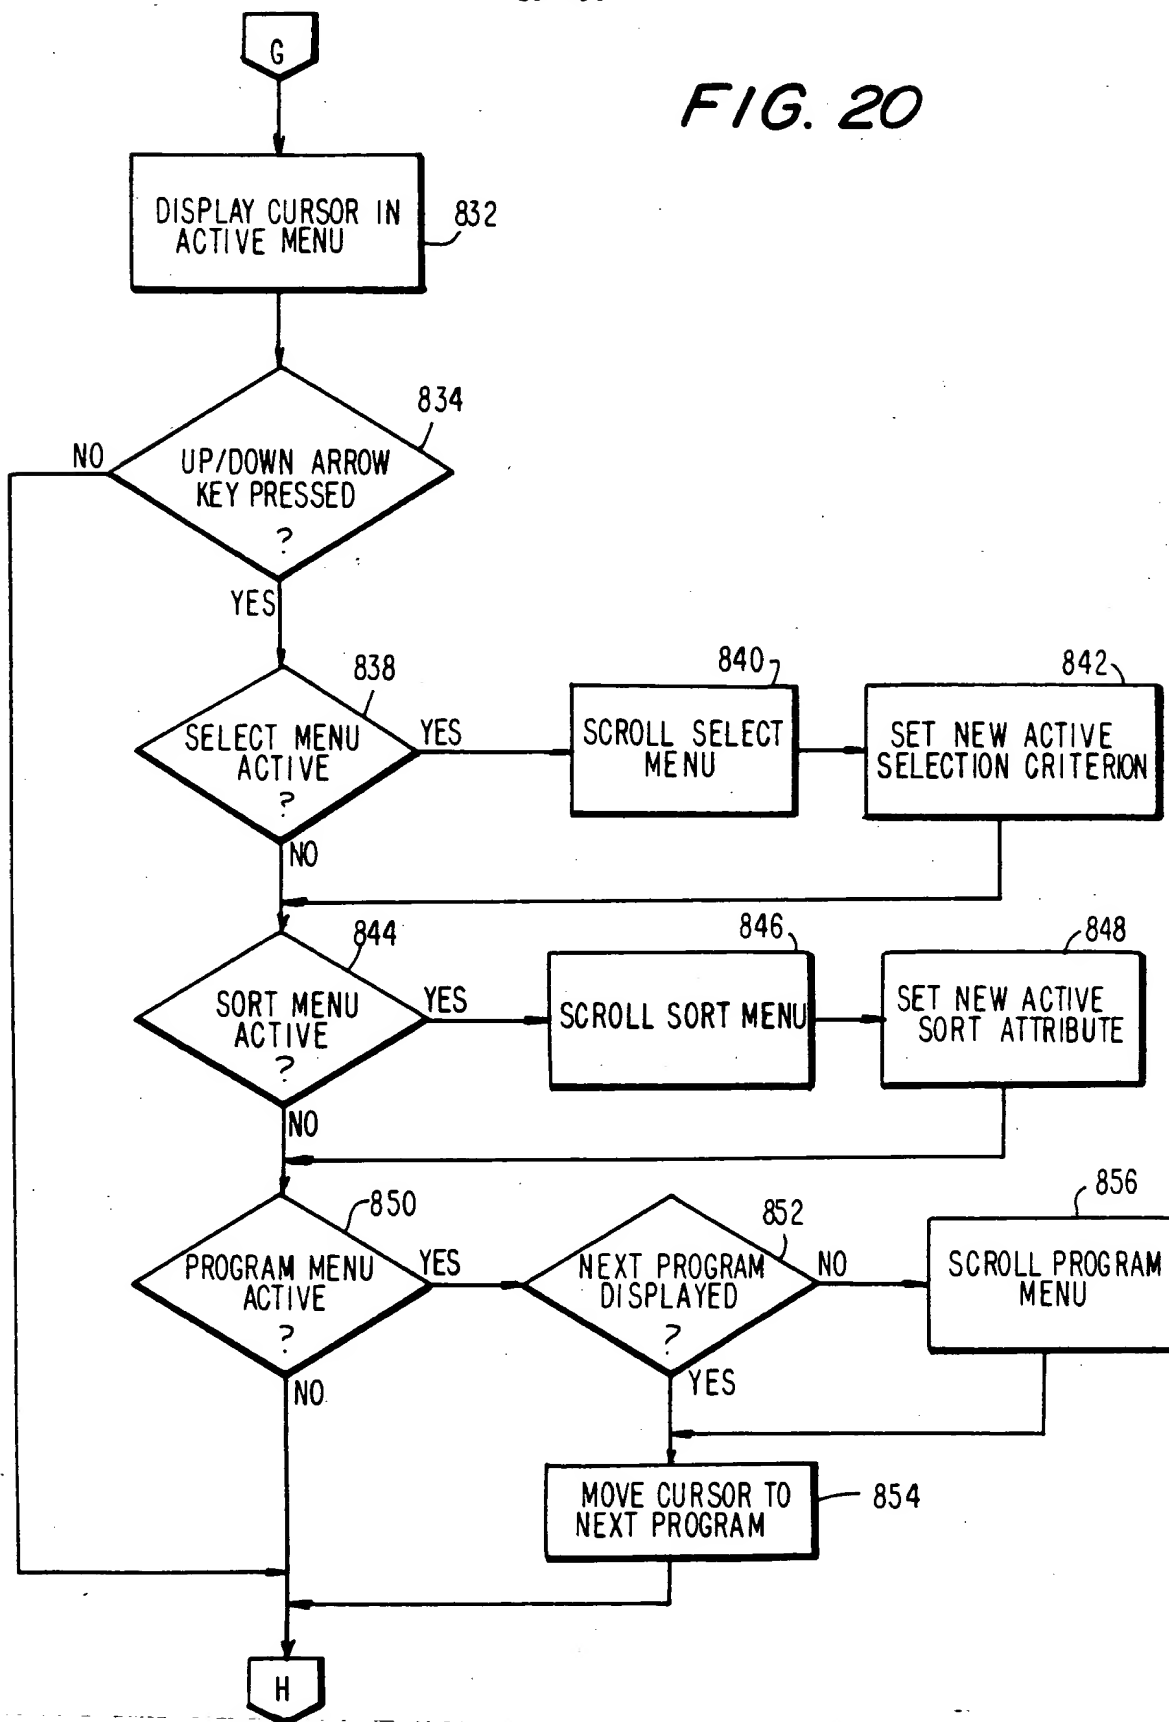 G
FIG. 20
DISPLAY CURSOR IN
ACTIVE MENU
832
834
NO
UP/DOWN ARROW
KEY PRESSED
?
YES
838
SELECT MENU
ACTIVE
?
YES
NO
840
SCROLL SELECT
MENU
842
SET NEW ACTIVE
SELECTION CRITERION
844
SORT MENU
ACTIVE
?
YES
NO
846
SCROLL SORT MENU
848
SET NEW ACTIVE
SORT ATTRIBUTE
850
PROGRAM MENU
ACTIVE
?
YES
NO
852
NEXT PROGRAM
DISPLAYED
?
NO
YES
856
SCROLL PROGRAM
MENU
MOVE CURSOR TO
NEXT PROGRAM
854
H